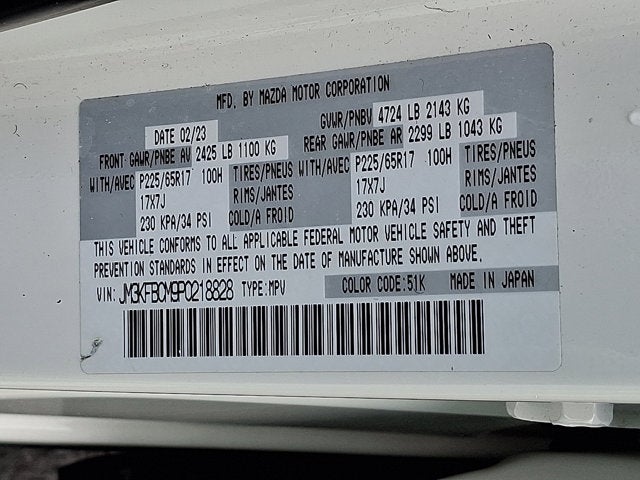 MFD. BY MAZDA MOTOR CORPORATION
DATE 02/23 GVWR/PNBV 4724 LB 2143 KG
FRONT GAWR/PNBE AV 2425 LB 1100 KG REAR GAWR/PNBE AR 2299 LB 1043 KG
WITH/AVEC P225/65R17 100H TIRES/PNEUS WITH/AVEC P225/65R17 100H TIRES/PNEUS
17X7J RIMS/JANTES 17X7J RIMS/JANTES
230 KPA/34 PSI COLD/A FROID 230 KPA/34 PSI COLD/A FROID
THIS VEHICLE CONFORMS TO ALL APPLICABLE FEDERAL MOTOR VEHICLE SAFETY AND THEFT
PREVENTION STANDARDS IN EFFECT ON THE DATE OF MANUFACTURE SHOWN ABOVE.
VIN: JM3KFBCM9P0218828 TYPE:MPV COLOR CODE:51K MADE IN JAPAN